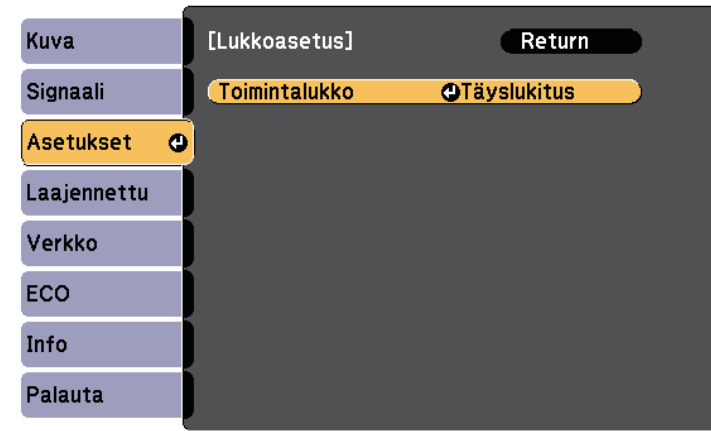 Kuva
Signaali
Asetukset
Laajennettu
Verkko
ECO
Info
Palauta
[Lukkoasetus] Return
Toimintalukko Täyslukitus